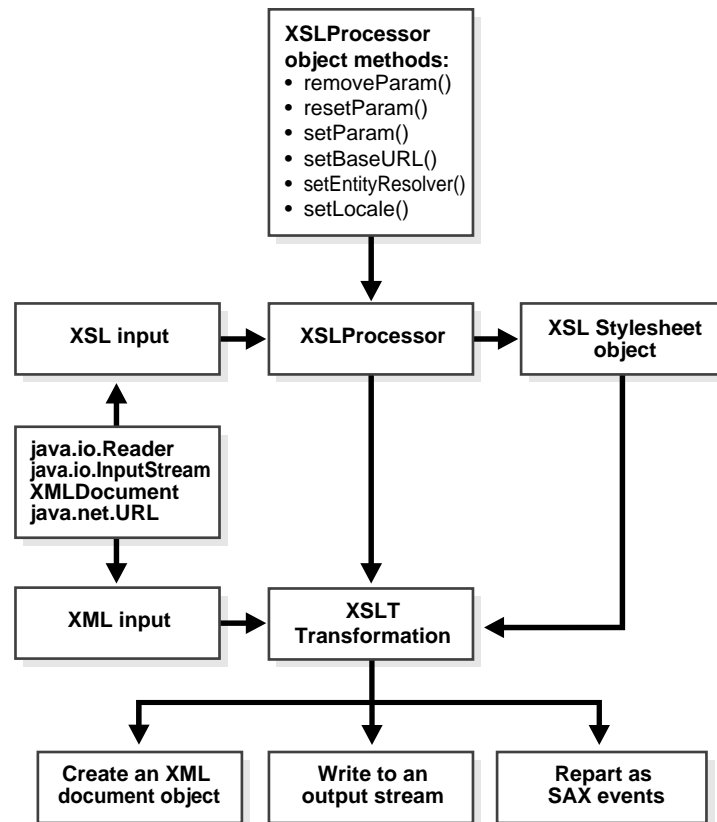 XSLProcessor
object methods:
• removeParam()
• resetParam()
• setParam()
• setBaseURL()
• setEntityResolver()
• setLocale()
XSL input
XSLProcessor
XSL Stylesheet
object
java.io.Reader
java.io.InputStream
XMLDocument
java.net.URL
XML input
XSLT
Transformation
Create an XML
document object
Write to an
output stream
Repart as
SAX events